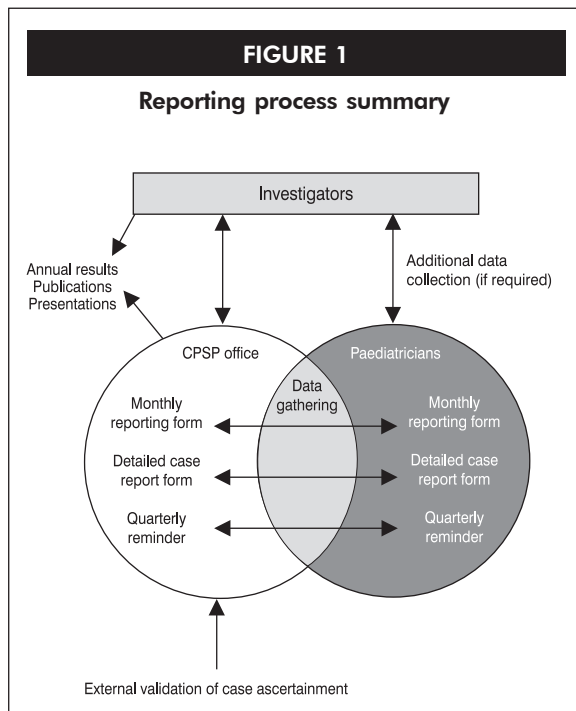 FIGURE 1
Reporting process summary
Investigators
Annual results
Publications
Presentations
Additional data
collection (if required)
CPSP office
Paediatricians
Data
gathering
Monthly
reporting form
Monthly
reporting form
Detailed case
report form
Detailed case
report form
Quarterly
reminder
Quarterly
reminder
External validation of case ascertainment